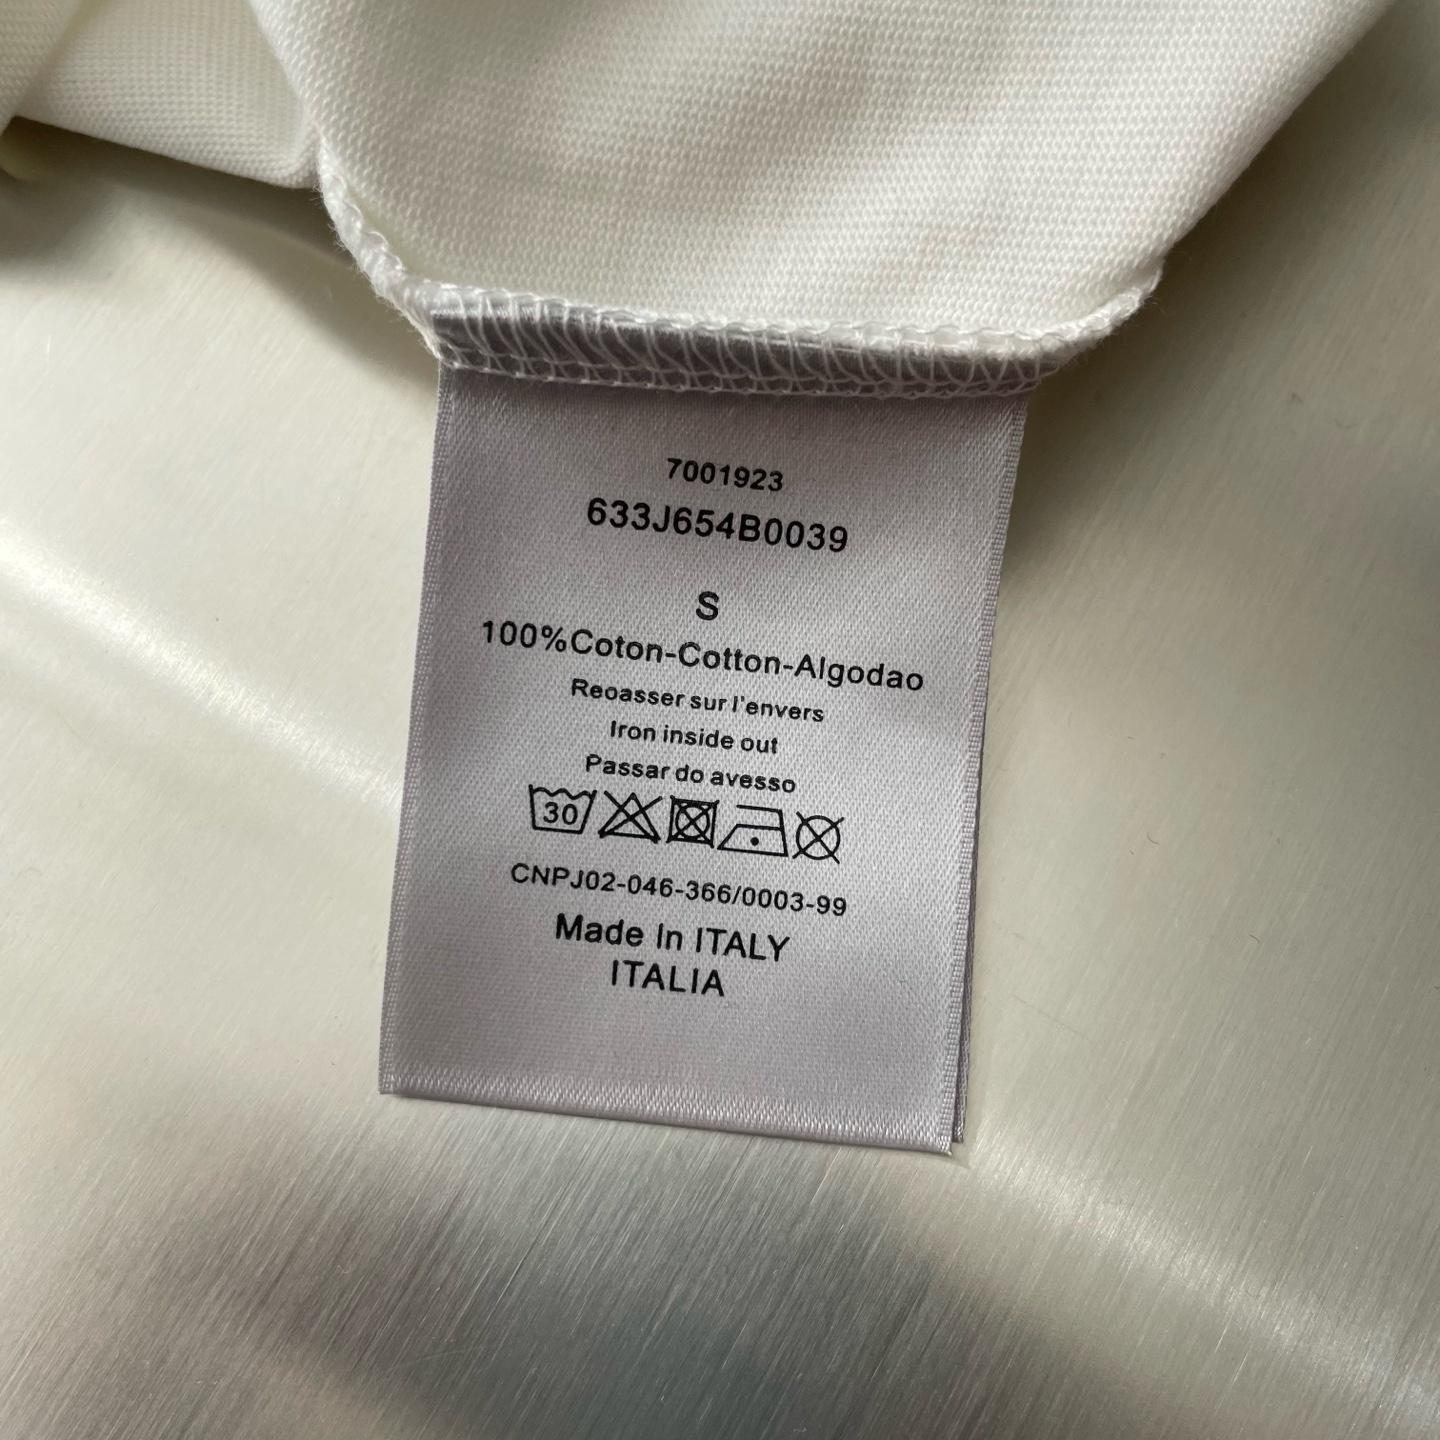 7001923
633J654B0039
S
100%Coton-Cotton-Algodao
Reoasser sur l'envers
Iron inside out
Passar do avesso
30
CNPJ02-046-366/0003-99
Made In ITALY
ITALIA